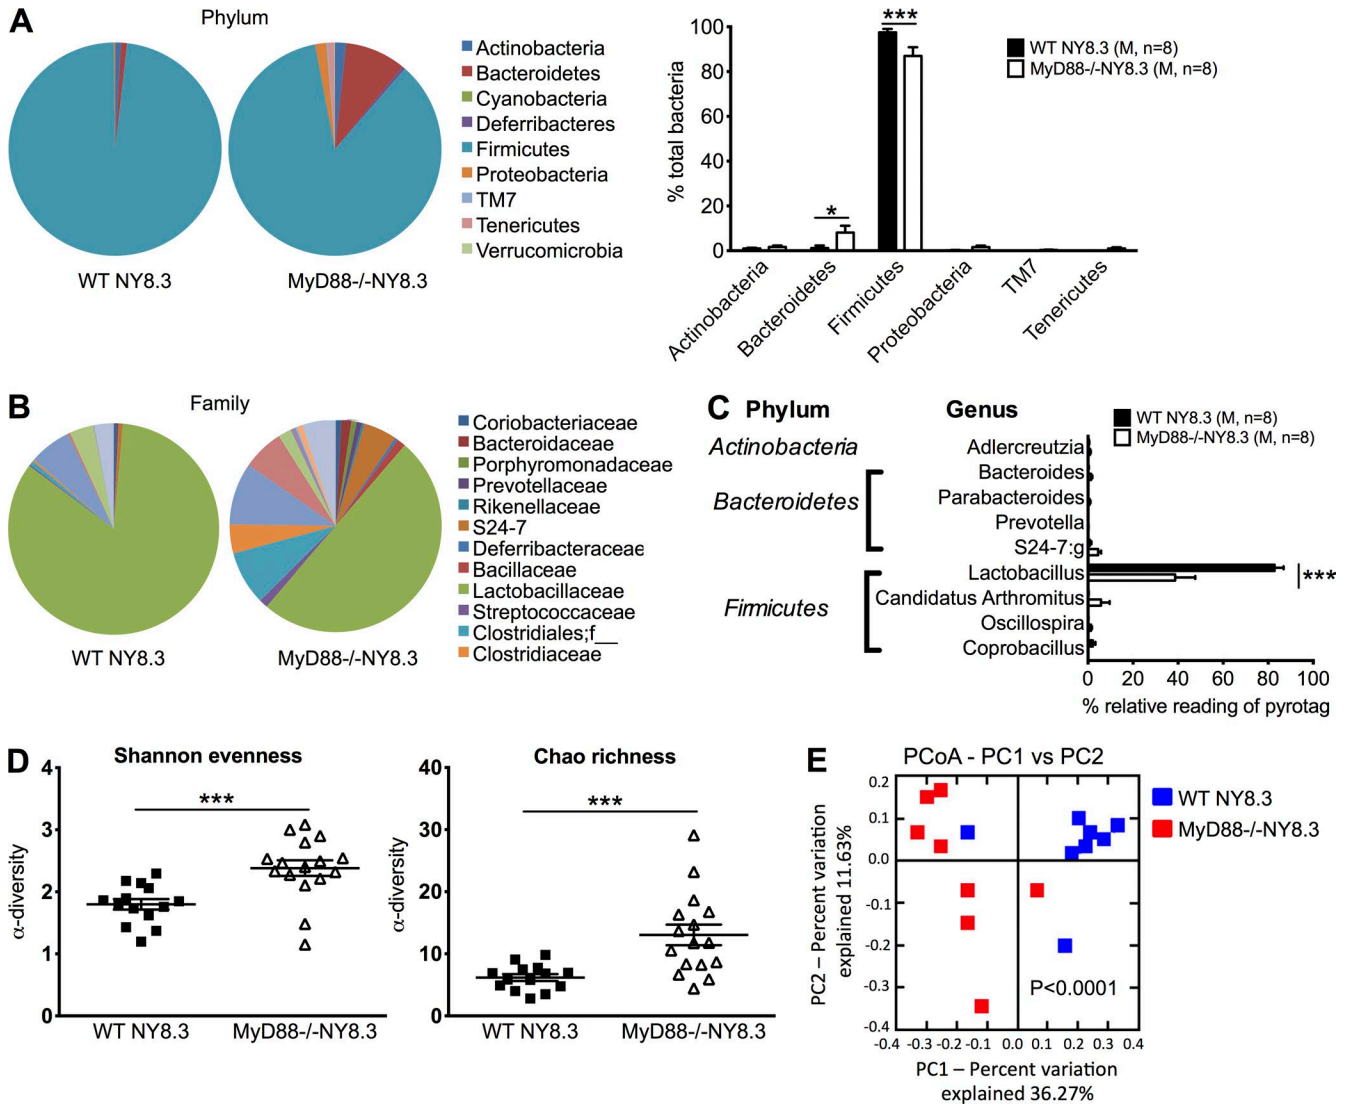 A
Phylum
WT NY8.3
MyD88-/-NY8.3
Actinobacteria
Bacteroidetes
Cyanobacteria
Deferribacteres
Firmicutes
Proteobacteria
TM7
Tenericutes
Verrucomicrobia
% total bacteria
100
80
60
40
20
0
***
*
WT NY8.3 (M, n=8)
MyD88-/-NY8.3 (M, n=8)
Actinobacteria
Bacteroidetes
Firmicutes
Proteobacteria
TM7
Tenericutes
B
Family
WT NY8.3
MyD88-/-NY8.3
Coriobacteriaceae
Bacteroidaceae
Porphyromonadaceae
Prevotellaceae
Rikenellaceae
S24-7
Deferribacteraceae
Bacillaceae
Lactobacillaceae
Streptococcaceae
Clostridiales;f__
Clostridiaceae
C
Phylum
Genus
WT NY8.3 (M, n=8)
MyD88-/-NY8.3 (M, n=8)
Actinobacteria
Bacteroidetes
Firmicutes
Adlercreutzia
Bacteroides
Parabacteroides
Prevotella
S24-7:g
Lactobacillus
Candidatus Arthromitus
Oscillospira
Coprobacillus
***
0 20 40 60 80 100
% relative reading of pyrotag
D
Shannon evenness
α-diversity
4
3
2
1
0
***
WT NY8.3
MyD88-/-NY8.3
Chao richness
α-diversity
40
30
20
10
0
***
WT NY8.3
MyD88-/-NY8.3
E
PCoA - PC1 vs PC2
PC2 – Percent variation
explained 11.63%
0.2
0.1
0.0
-0.1
-0.2
-0.3
-0.4
P<0.0001
-0.4 -0.3 -0.2 -0.1 0.0 0.1 0.2 0.3 0.4
PC1 – Percent variation
explained 36.27%
WT NY8.3
MyD88-/-NY8.3